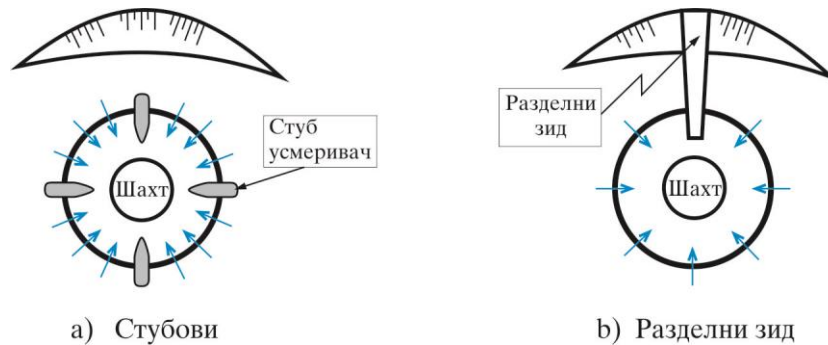 Стуб
усмеривач
Шахт
а) Стубови
Разделни
зид
Шахт
b) Разделни зид